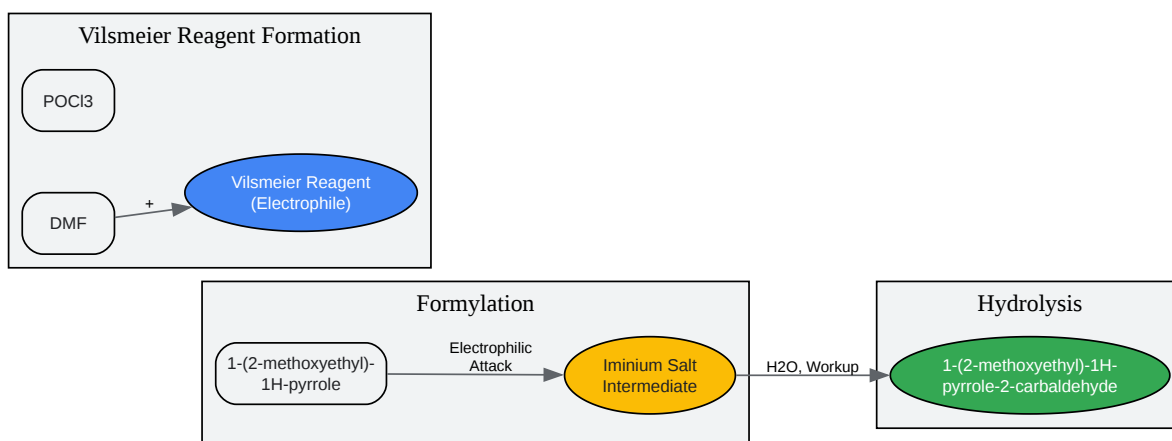 Vilsmeier Reagent Formation
POCl3
DMF
+
Vilsmeier Reagent
(Electrophile)
Formylation
1-(2-methoxyethyl)-
1H-pyrrole
Electrophilic
Attack
Iminium Salt
Intermediate
H2O, Workup
Hydrolysis
1-(2-methoxyethyl)-1H-
pyrrole-2-carbaldehyde